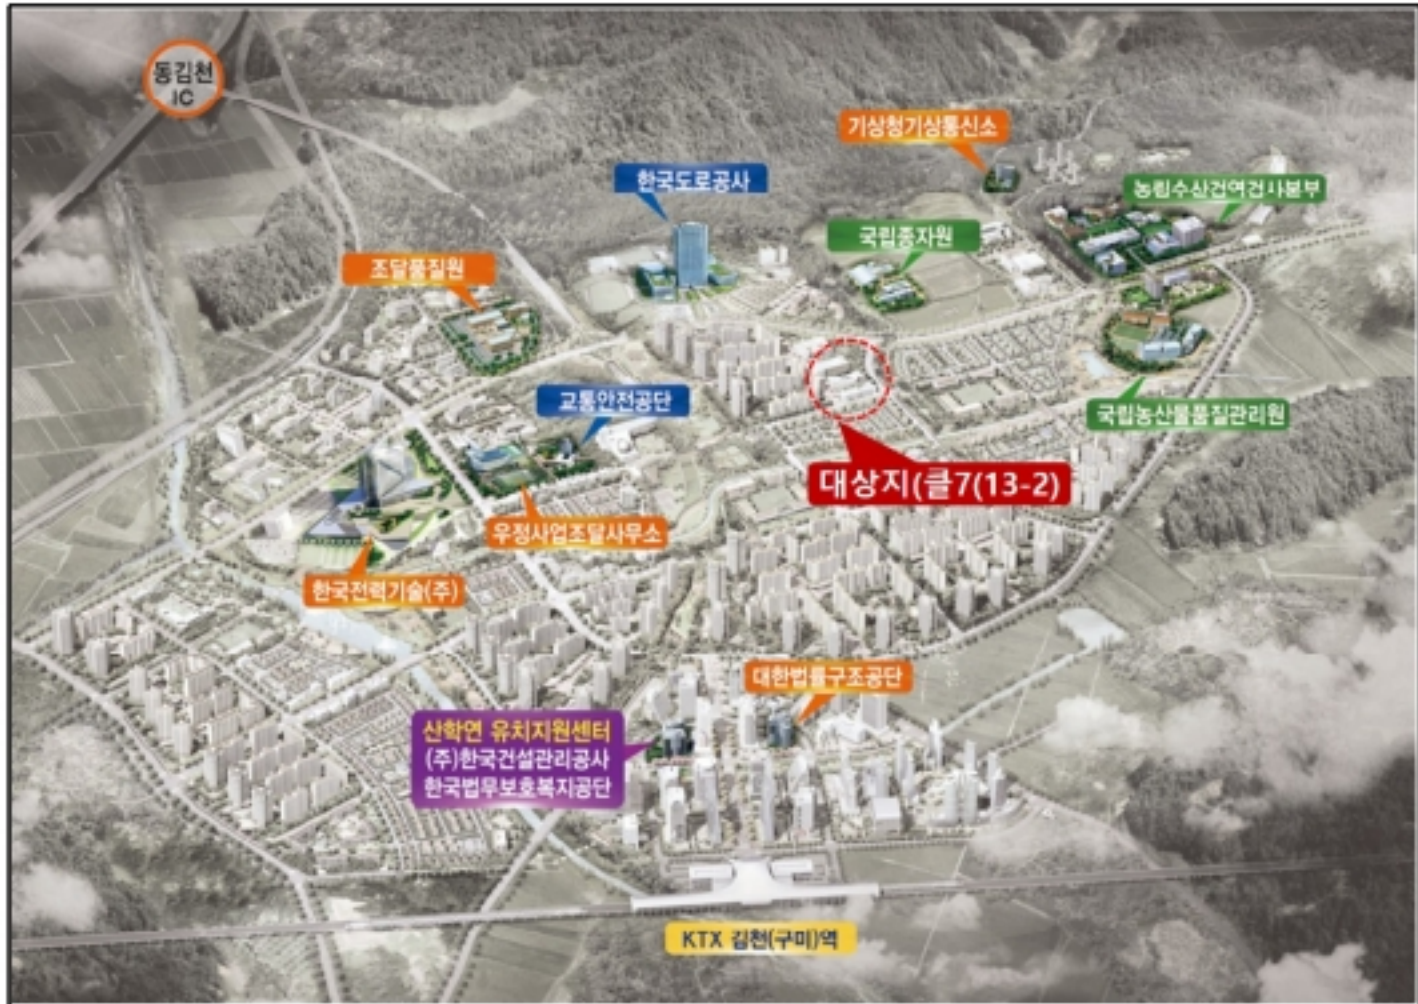 동김천
IC
기상청기상통신소
한국도로공사
농림수산검역검사본부
국립종자원
조달품질원
교통안전공단
국립농산물품질관리원
대상지(클7(13-2)
우정사업조달사무소
한국전력기술(주)
대한법률구조공단
산학연 유치지원센터
(주)한국건설관리공사
한국법무보호복지공단
KTX 김천(구미)역